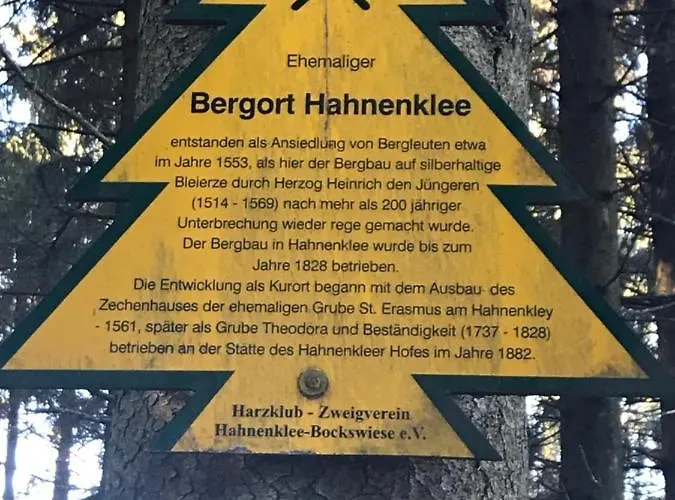 Ehemaliger
Bergort Hahnenklee
entstanden als Ansiedlung von Bergleuten etwa
im Jahre 1553, als hier der Bergbau auf silberhaltige
Bleierze durch Herzog Heinrich den Jüngeren
(1514 - 1569) nach mehr als 200 jähriger
Unterbrechung wieder rege gemacht wurde.
Der Bergbau in Hahnenklee wurde bis zum
Jahre 1828 betrieben.
Die Entwicklung als Kurort begann mit dem Ausbau des
Zechenhauses der ehemaligen Grube St. Erasmus am Hahnenkley
- 1561, später als Grube Theodora und Beständigkeit (1737 - 1828)
betrieben an der Stätte des Hahnenkleer Hofes im Jahre 1882.
Harzklub - Zweigverein
Hahnenklee-Bockswiese e.V.